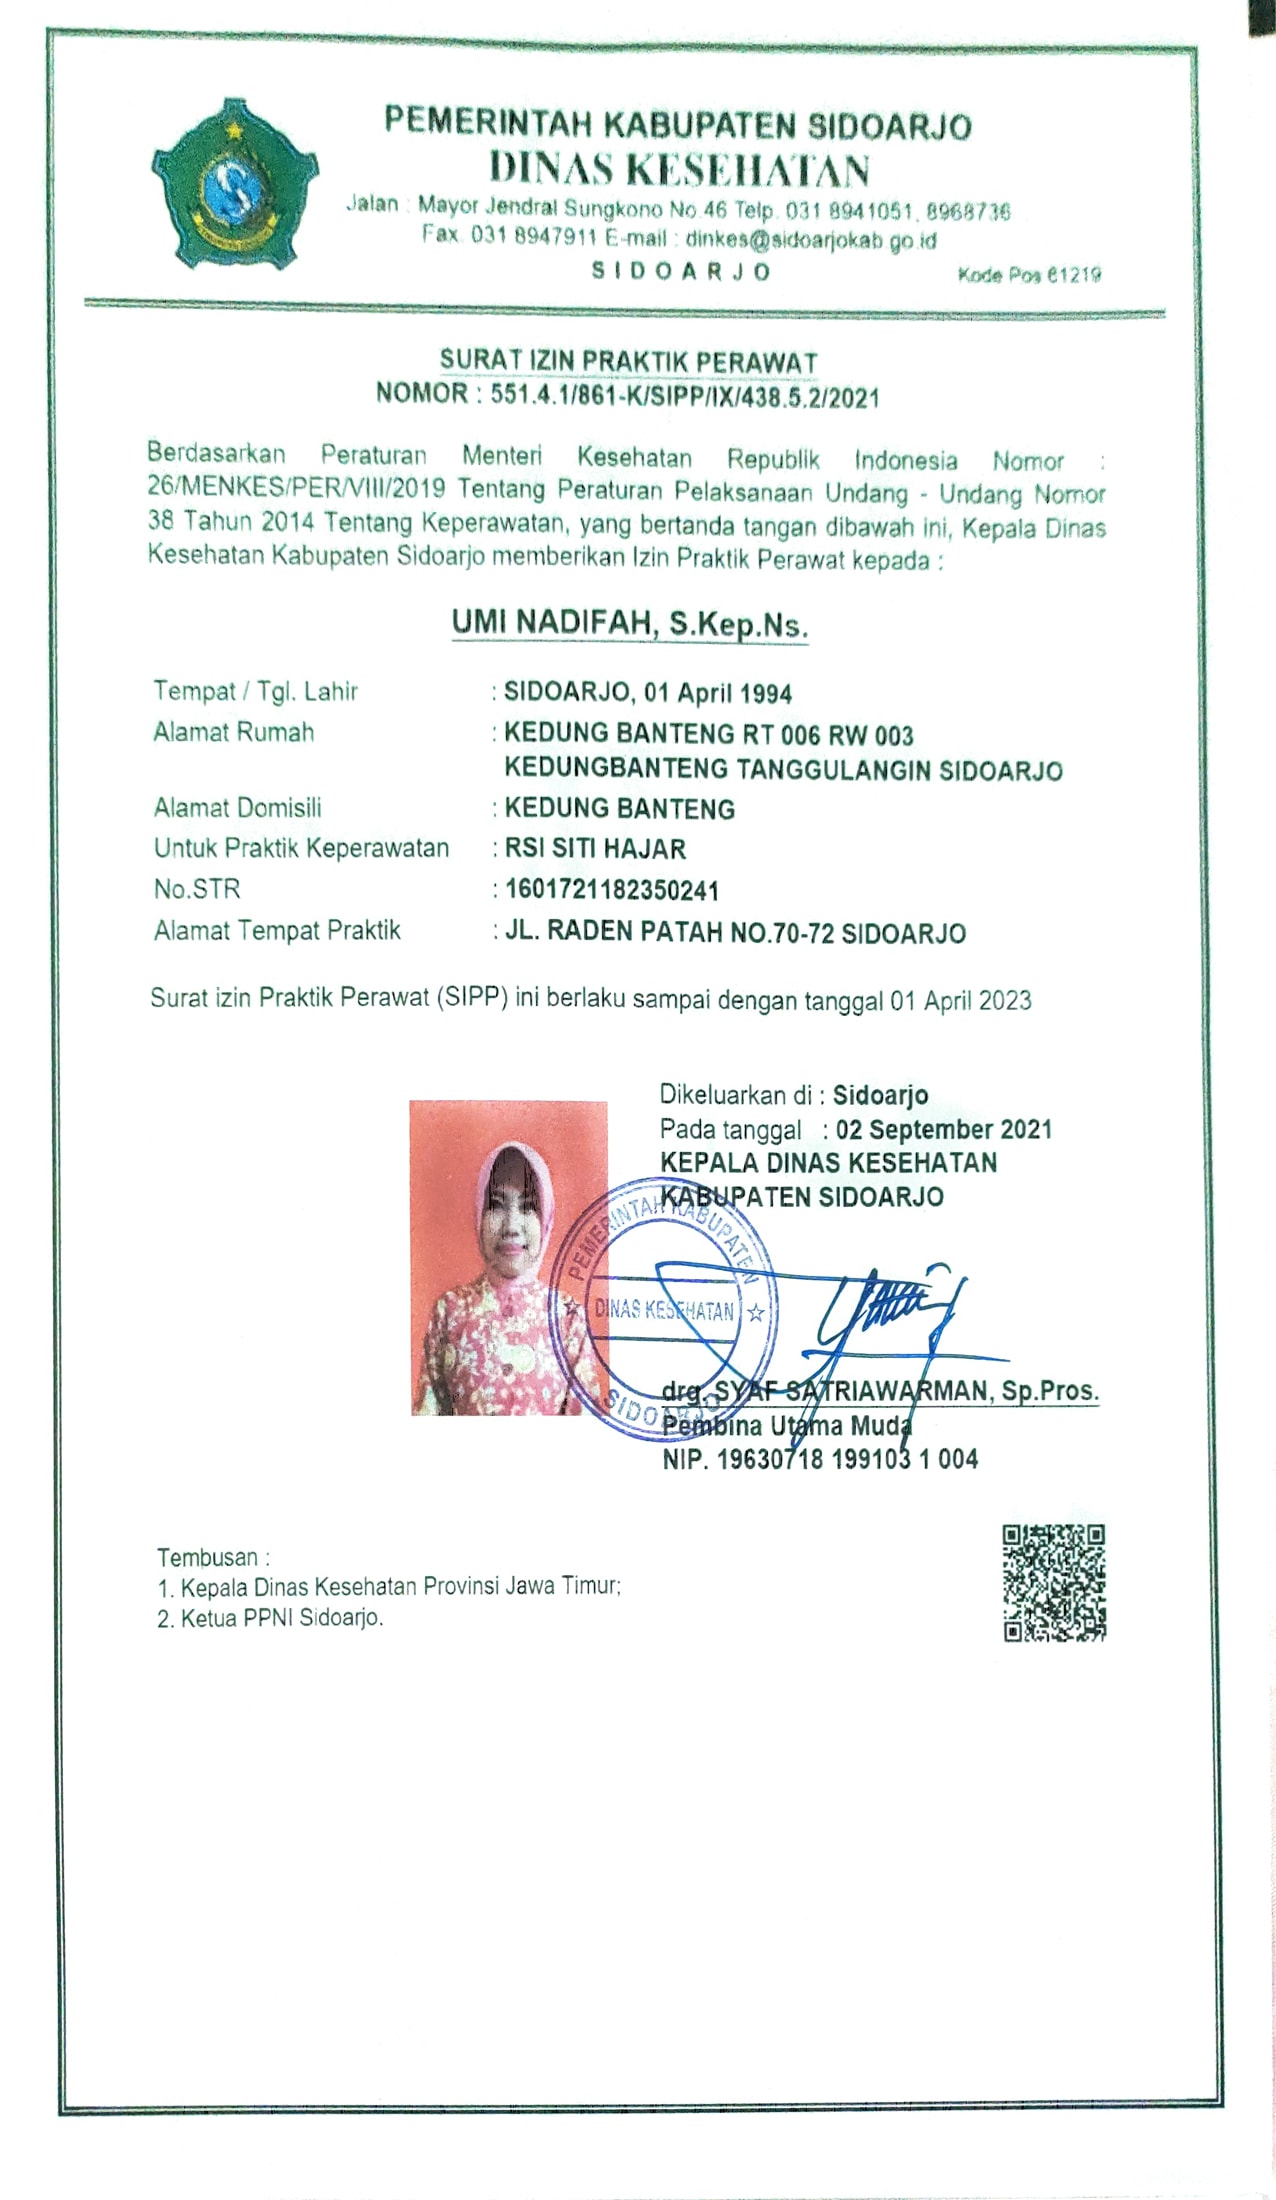 PEMERINTAH KABUPATEN SIDOARJO
DINAS KESEHATAN
Jalan : Mayor Jendral Sungkono No.46 Telp. 031 8941051, 8968736
Fax. 031 8947911 E-mail : dinkes@sidoarjokab.go.id
SIDOARJO
Kode Pos 61219
SURAT IZIN PRAKTIK PERAWAT
NOMOR : 551.4.1/861-K/SIPP/IX/438.5.2/2021
Berdasarkan Peraturan Menteri Kesehatan Republik Indonesia Nomor :
26/MENKES/PER/VIII/2019 Tentang Peraturan Pelaksanaan Undang - Undang Nomor
38 Tahun 2014 Tentang Keperawatan, yang bertanda tangan dibawah ini, Kepala Dinas
Kesehatan Kabupaten Sidoarjo memberikan Izin Praktik Perawat kepada :
UMI NADIFAH, S.Kep.Ns.
Tempat / Tgl. Lahir : SIDOARJO, 01 April 1994
Alamat Rumah : KEDUNG BANTENG RT 006 RW 003
KEDUNGBANTENG TANGGULANGIN SIDOARJO
Alamat Domisili : KEDUNG BANTENG
Untuk Praktik Keperawatan : RSI SITI HAJAR
No.STR : 1601721182350241
Alamat Tempat Praktik : JL. RADEN PATAH NO.70-72 SIDOARJO
Surat izin Praktik Perawat (SIPP) ini berlaku sampai dengan tanggal 01 April 2023
Dikeluarkan di : Sidoarjo
Pada tanggal : 02 September 2021
KEPALA DINAS KESEHATAN
KABUPATEN SIDOARJO
PEMERINTAH KABUPATEN
DINAS KESEHATAN
SIDOARJO
drg. SYAF SATRIAWARMAN, Sp.Pros.
Pembina Utama Muda
NIP. 19630718 199103 1 004
Tembusan :
1. Kepala Dinas Kesehatan Provinsi Jawa Timur;
2. Ketua PPNI Sidoarjo.